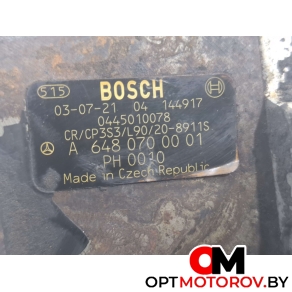 515 BOSCH
03-07-21 04 144917
0445010078
CR/CP3S3/L90/20-8911S
A 648 070 00 01
PH 0010
Made in Czech Republic
OPTMOTOROV.BY